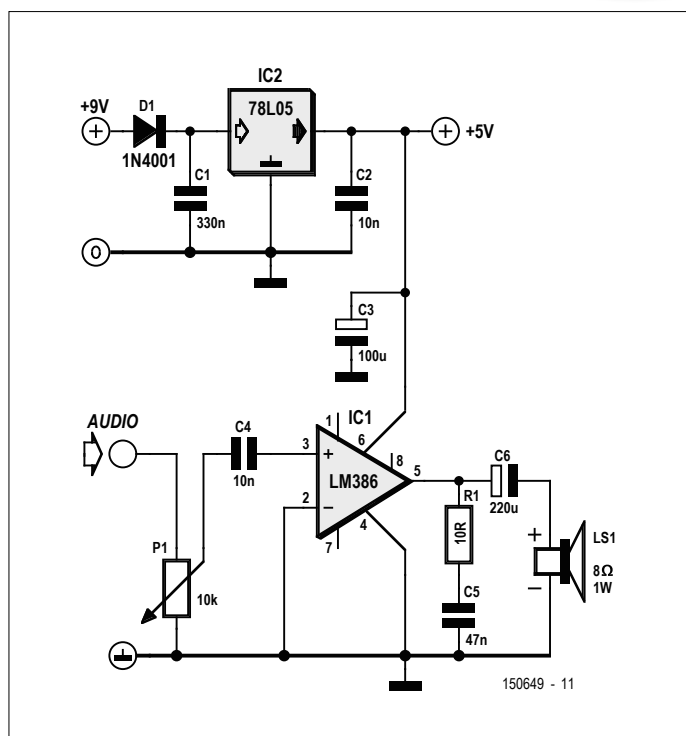 IC2
+9V
D1
78L05
+5V
1N4001
C1
C2
330n
10n
0
C3
100u
AUDIO
IC1
C4
1
6
3
+
8
C6
LM386
5
10n
2
−
R1
220u
4
10R
+
LS1
P1
7
8Ω
10k
C5
−
1W
47n
150649 - 11